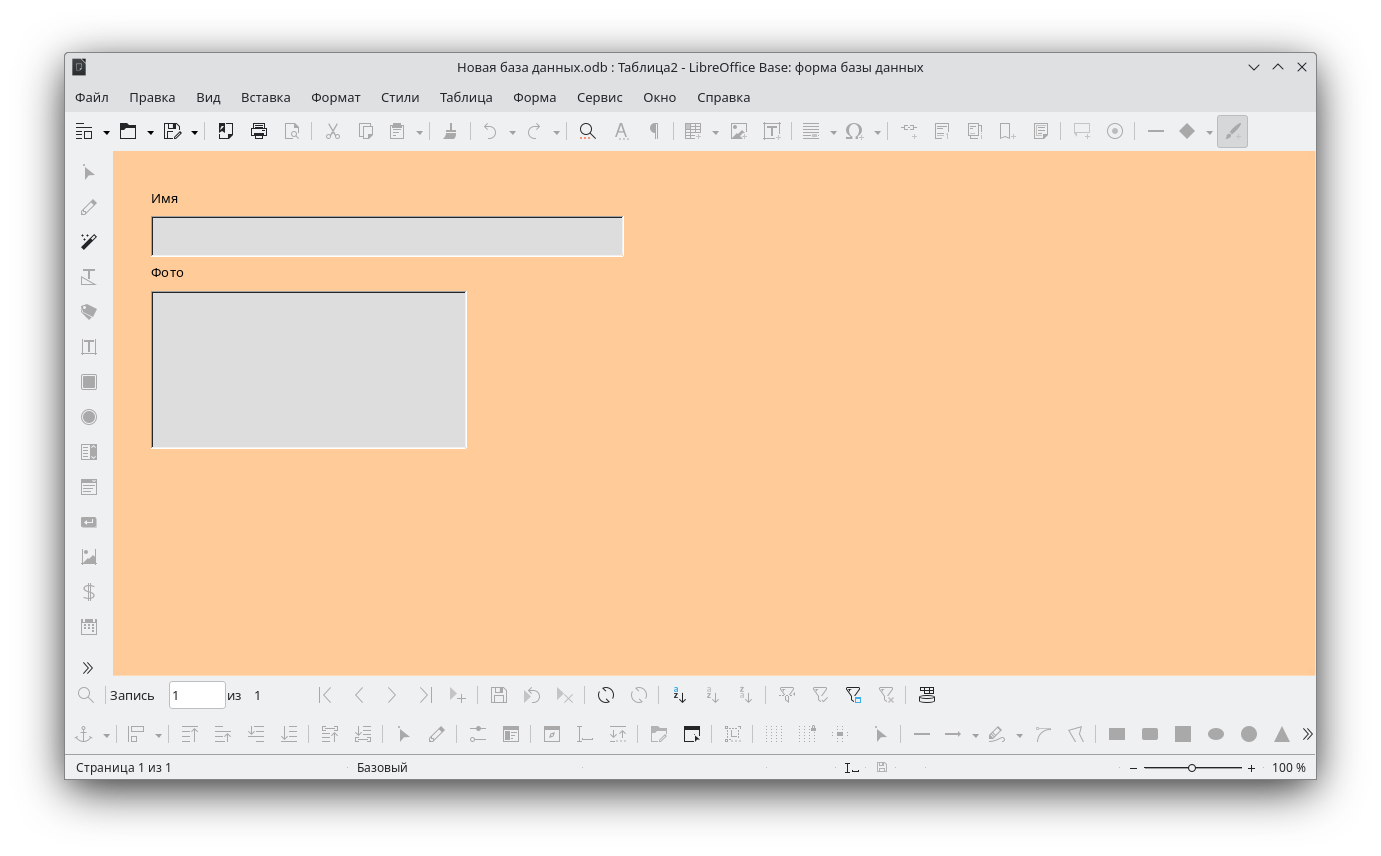 Новая база данных.odb : Таблица2 - LibreOffice Base: форма базы данных
Файл Правка Вид Вставка Формат Стили Таблица Форма Сервис Окно Справка
Имя
Фото
Запись 1 из 1
Страница 1 из 1 Базовый 100 %